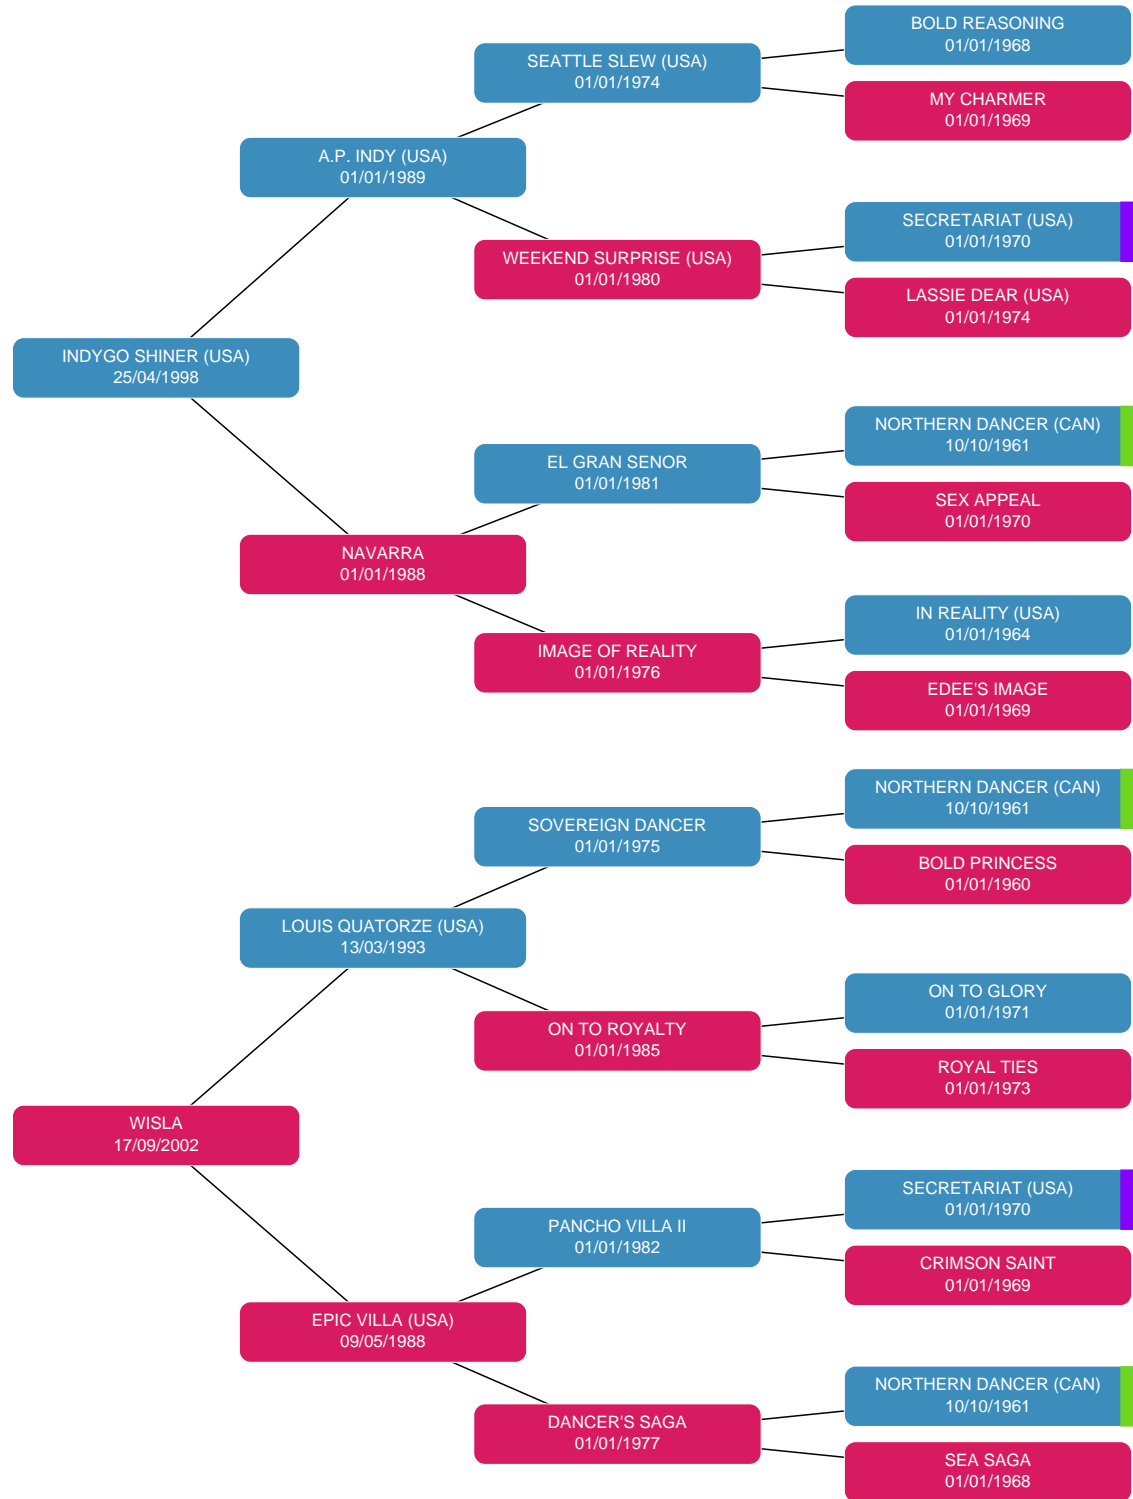 BOLD REASONING
01/01/1968
SEATTLE SLEW (USA)
01/01/1974
MY CHARMER
01/01/1969
A.P. INDY (USA)
01/01/1989
SECRETARIAT (USA)
01/01/1970
WEEKEND SURPRISE (USA)
01/01/1980
LASSIE DEAR (USA)
01/01/1974
INDYGO SHINER (USA)
25/04/1998
NORTHERN DANCER (CAN)
10/10/1961
EL GRAN SENOR
01/01/1981
SEX APPEAL
01/01/1970
NAVARRA
01/01/1988
IN REALITY (USA)
01/01/1964
IMAGE OF REALITY
01/01/1976
EDEE'S IMAGE
01/01/1969
NORTHERN DANCER (CAN)
10/10/1961
SOVEREIGN DANCER
01/01/1975
BOLD PRINCESS
01/01/1960
LOUIS QUATORZE (USA)
13/03/1993
ON TO GLORY
01/01/1971
ON TO ROYALTY
01/01/1985
ROYAL TIES
01/01/1973
WISLA
17/09/2002
SECRETARIAT (USA)
01/01/1970
PANCHO VILLA II
01/01/1982
CRIMSON SAINT
01/01/1969
EPIC VILLA (USA)
09/05/1988
NORTHERN DANCER (CAN)
10/10/1961
DANCER'S SAGA
01/01/1977
SEA SAGA
01/01/1968